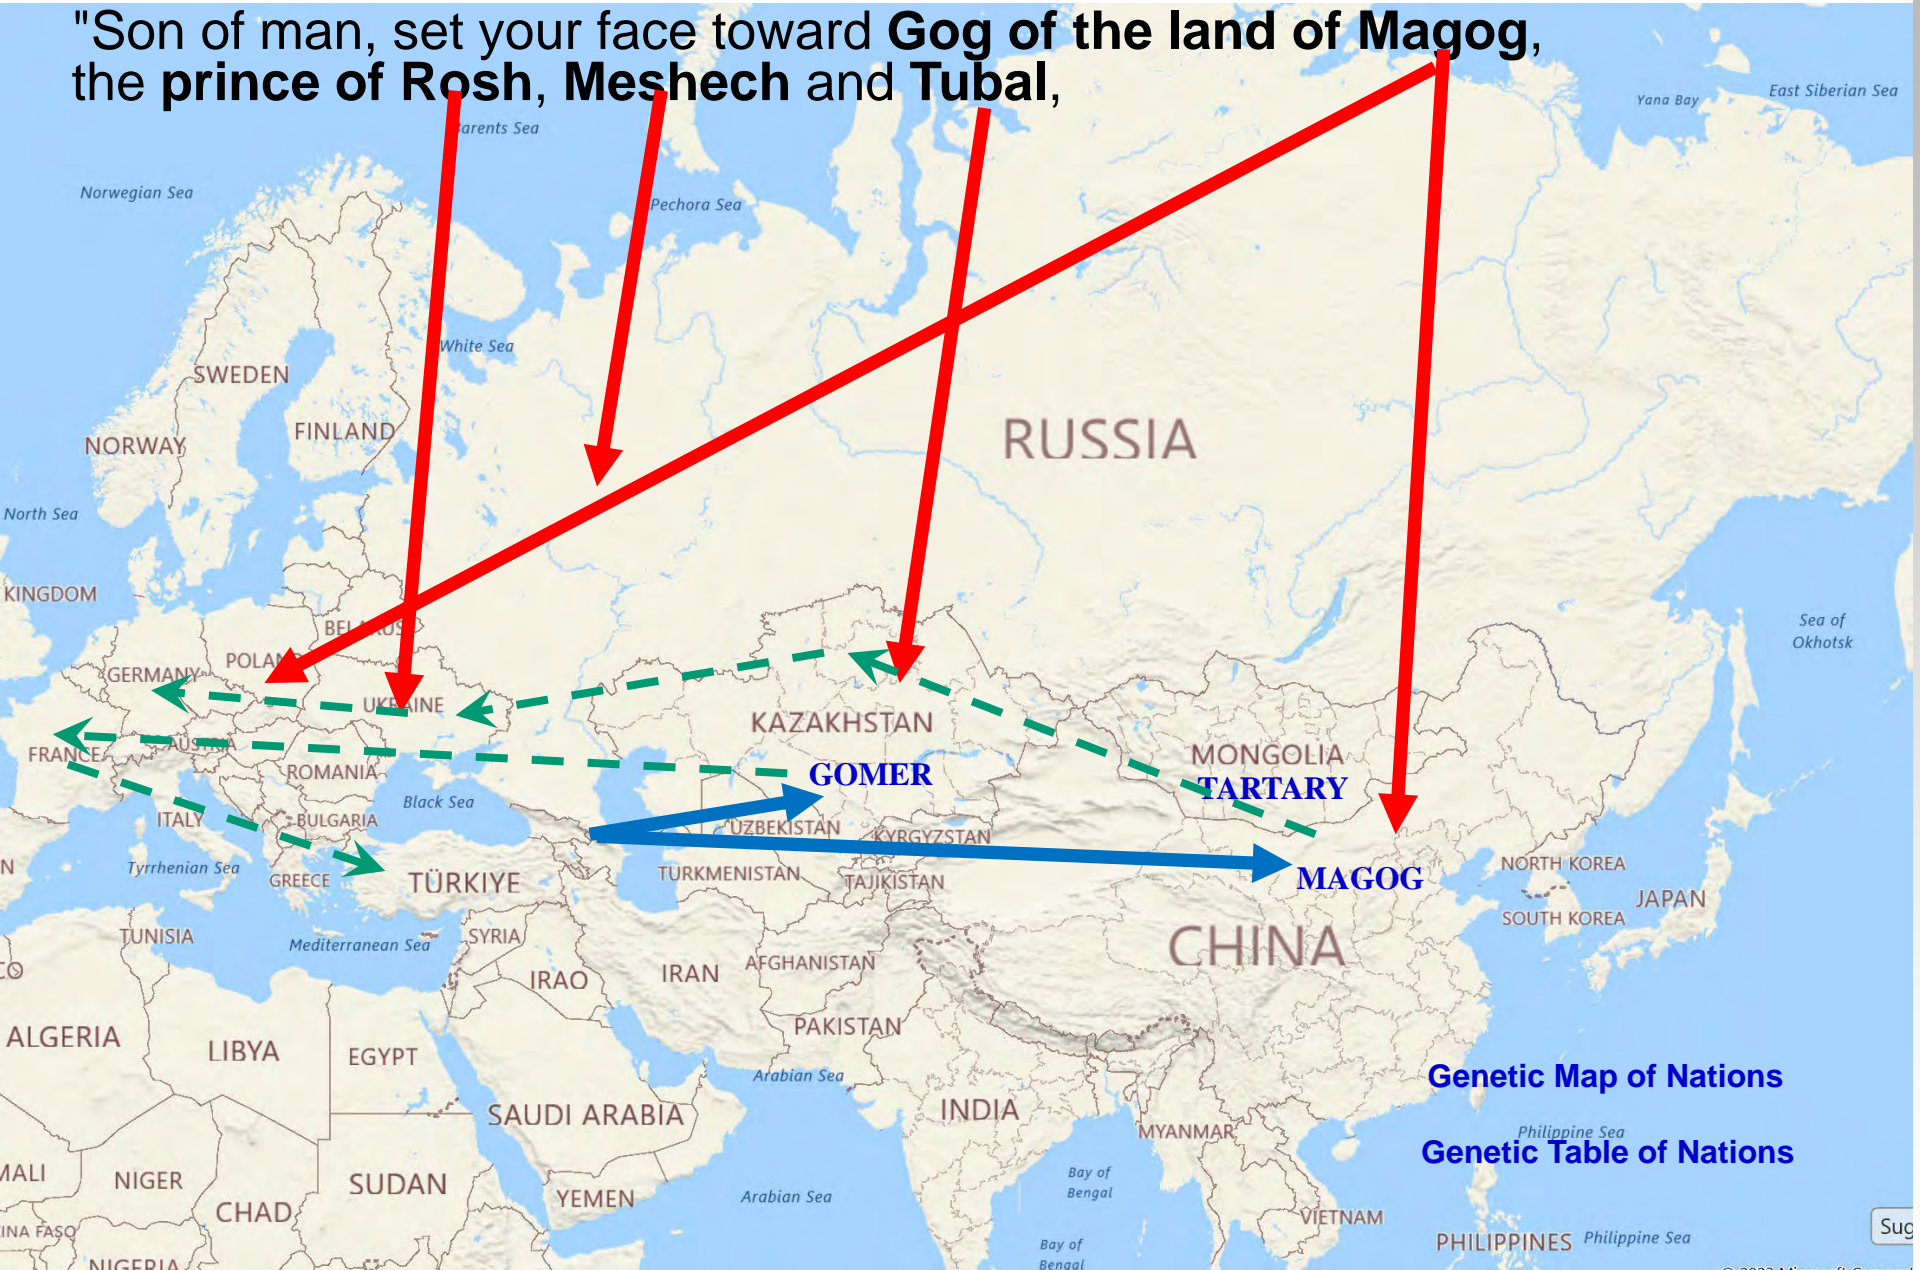 "Son of man, set your face toward Gog of the land of Magog,
the prince of Rosh, Meshech and Tubal,
Yana Bay
East Siberian Sea
Barents Sea
Norwegian Sea
Pechora Sea
White Sea
SWEDEN
RUSSIA
NORWAY
FINLAND
North Sea
KINGDOM
Sea of
Okhotsk
BELARUS
POLAND
GERMANY
UKRAINE
KAZAKHSTAN
FRANCE
AUSTRIA
MONGOLIA
ROMANIA
GOMER
TARTARY
Black Sea
ITALY
BULGARIA
UZBEKISTAN
KYRGYZSTAN
Tyrrhenian Sea
GREECE
TÜRKIYE
TURKMENISTAN
TAJIKISTAN
MAGOG
NORTH KOREA
JAPAN
SOUTH KOREA
TUNISIA
Mediterranean Sea
SYRIA
CHINA
IRAQ
IRAN
AFGHANISTAN
PAKISTAN
ALGERIA
LIBYA
EGYPT
Arabian Sea
Genetic Map of Nations
SAUDI ARABIA
INDIA
MYANMAR
Philippine Sea
Genetic Table of Nations
MALI
NIGER
SUDAN
Bay of
Bengal
YEMEN
Arabian Sea
CHAD
VIETNAM
PHILIPPINES
Philippine Sea
Sug
INA FASO
Bay of
Bengal
NIGERIA